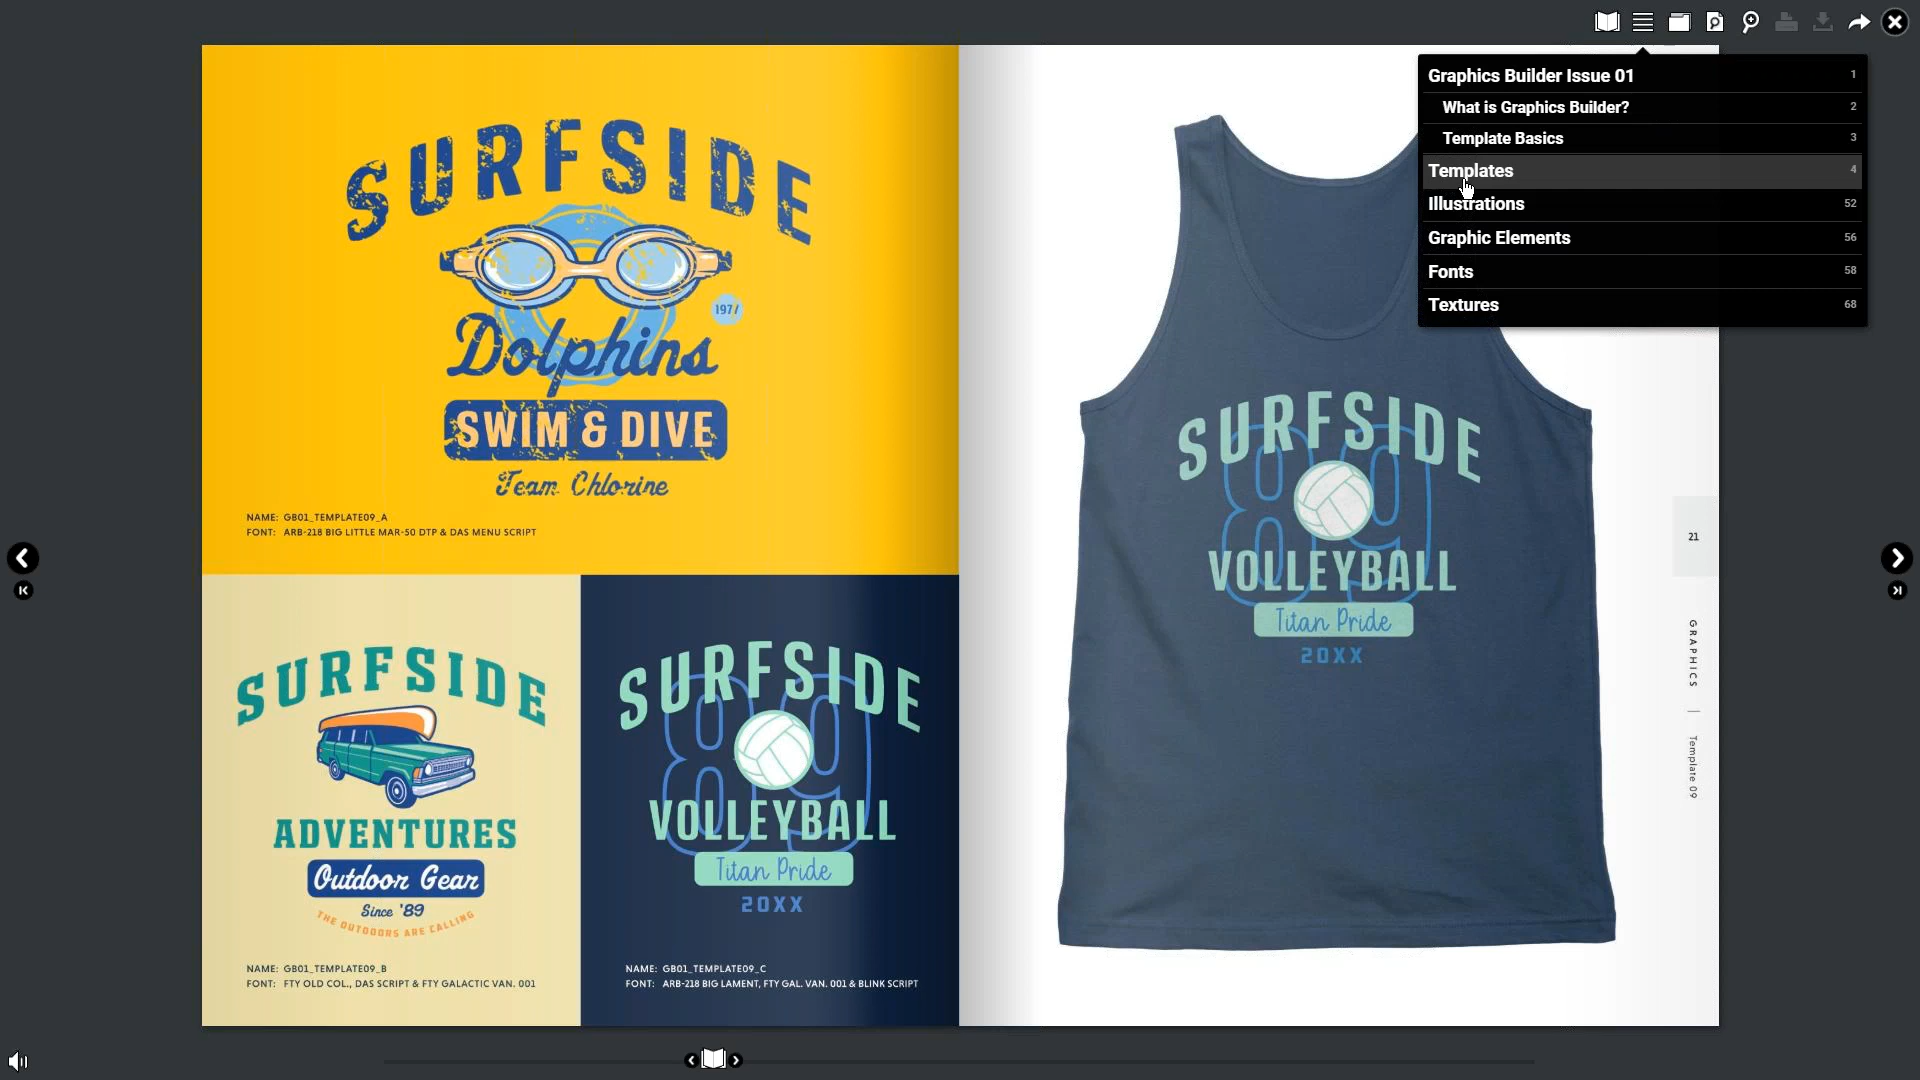 Graphics Builder Issue 01 1
What is Graphics Builder? 2
Template Basics 3
Templates 4
Illustrations 52
Graphic Elements 56
Fonts 58
Textures 68
SURFSIDE
1977
Dolphins
SWIM & DIVE
Team Chlorine
NAME: GB01_TEMPLATE09_A
FONT: ARB-218 BIG LITTLE MAR-50 DTP & DAS MENU SCRIPT
SURFSIDE
ADVENTURES
Outdoor Gear
Since '89
THE OUTDOORS ARE CALLING
NAME: GB01_TEMPLATE09_B
FONT: FTY OLD COL., DAS SCRIPT & FTY GALACTIC VAN. 001
SURFSIDE
89
VOLLEYBALL
Titan Pride
20XX
NAME: GB01_TEMPLATE09_C
FONT: ARB-218 BIG LAMENT, FTY GAL. VAN. 001 & BLINK SCRIPT
SURFSIDE
89
VOLLEYBALL
Titan Pride
20XX
21
GRAPHICS | Template 09